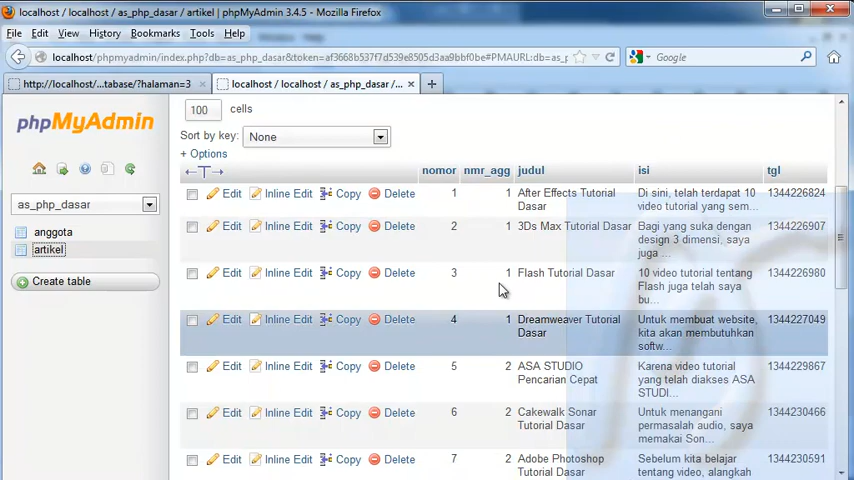 localhost / localhost / as_php_dasar / artikel | phpMyAdmin 3.4.5 - Mozilla Firefox
File Edit View History Bookmarks Tools Help
localhost/phpmyadmin/index.php?db=as_php_dasar&token=af3668b537f7d539e8505d3aa9bbf0be#PMAURL:db=as_p
Google
http://localhost/...tabase/?halaman=3
localhost / localhost / as_php_dasar /...
phpMyAdmin
as_php_dasar
anggota
artikel
Create table
100 cells
Sort by key: None
+ Options
←T→ nomor nmr_agg judul isi tgl
Edit Inline Edit Copy Delete 1 1 After Effects Tutorial Di sini, telah terdapat 10 1344226824
Dasar video tutorial yang sem...
Edit Inline Edit Copy Delete 2 1 3Ds Max Tutorial Dasar Bagi yang suka dengan 1344226907
design 3 dimensi, saya
juga ...
Edit Inline Edit Copy Delete 3 1 Flash Tutorial Dasar 10 video tutorial tentang 1344226980
Flash juga telah saya
bu...
Edit Inline Edit Copy Delete 4 1 Dreamweaver Tutorial Untuk membuat website, 1344227049
Dasar kita akan membutuhkan
softw...
Edit Inline Edit Copy Delete 5 2 ASA STUDIO Karena video tutorial 1344229867
Pencarian Cepat yang telah diakses ASA
STUDI...
Edit Inline Edit Copy Delete 6 2 Cakewalk Sonar Untuk menangani 1344230466
Tutorial Dasar permasalah audio, saya
memakai Son...
Edit Inline Edit Copy Delete 7 2 Adobe Photoshop Sebelum kita belajar 1344230591
Tutorial Dasar tentang video, alangkah